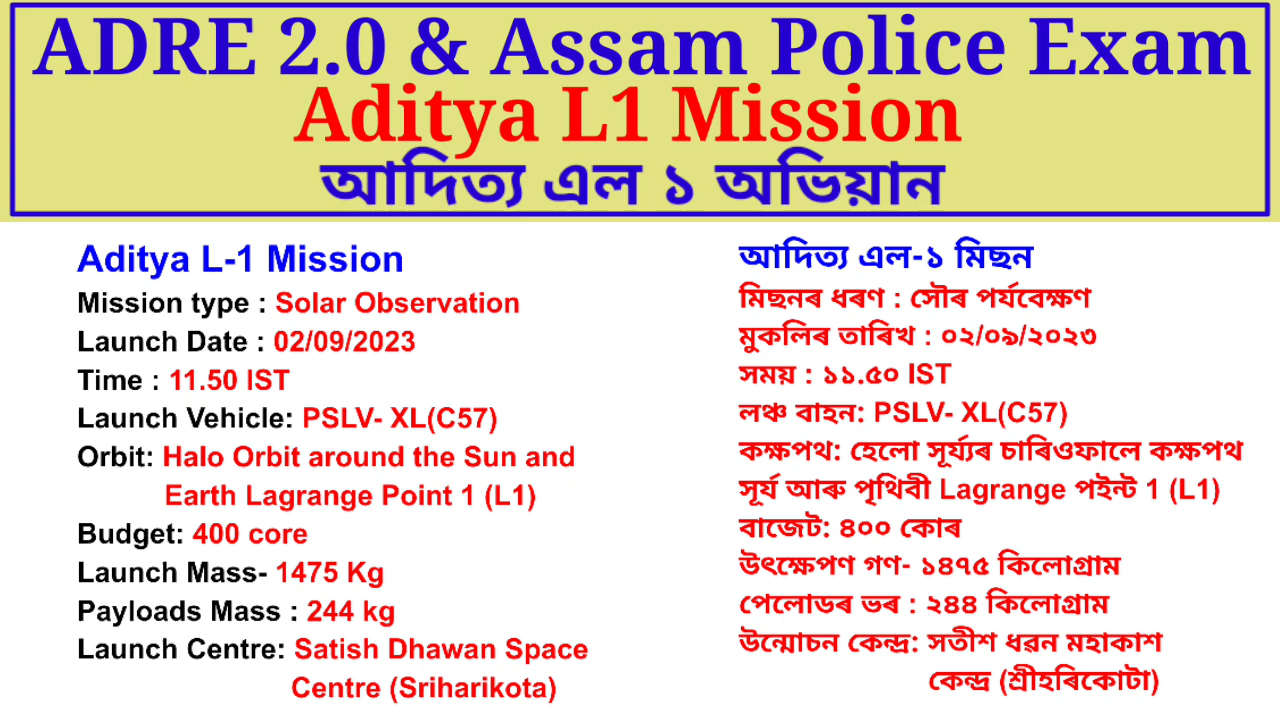 ADRE 2.0 & Assam Police Exam
Aditya L1 Mission
আদিত্য এল ১ অভিয়ান
Aditya L-1 Mission
Mission type : Solar Observation
Launch Date : 02/09/2023
Time : 11.50 IST
Launch Vehicle: PSLV- XL(C57)
Orbit: Halo Orbit around the Sun and
Earth Lagrange Point 1 (L1)
Budget: 400 core
Launch Mass- 1475 Kg
Payloads Mass : 244 kg
Launch Centre: Satish Dhawan Space
Centre (Sriharikota)
আদিত্য এল-১ মিছন
মিছনৰ ধৰণ : সৌৰ পৰ্যবেক্ষণ
মুকলিৰ তাৰিখ : ০২/০৯/২০২৩
সময় : ১১.৫০ IST
লঞ্চ বাহন: PSLV- XL(C57)
কক্ষপথ: হেলো সূৰ্য্যৰ চাৰিওফালে কক্ষপথ
সূৰ্য আৰু পৃথিবী Lagrange পইন্ট 1 (L1)
বাজেট: ৪০০ কোৰ
উৎক্ষেপণ গণ- ১৪৭৫ কিলোগ্ৰাম
পেলোডৰ ভৰ : ২৪৪ কিলোগ্ৰাম
উন্মোচন কেন্দ্ৰ: সতীশ ধৱন মহাকাশ
কেন্দ্ৰ (শ্ৰীহৰিকোটা)